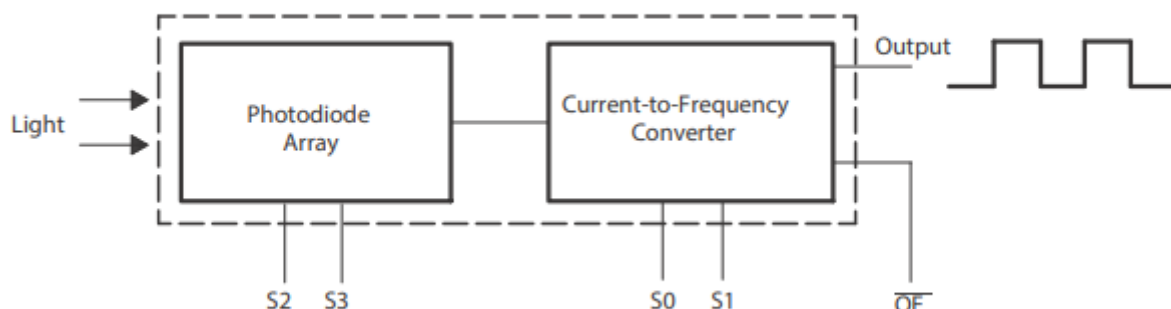 Output
Light
Photodiode
Array
Current-to-Frequency
Converter
S2 S3 S0 S1 OE